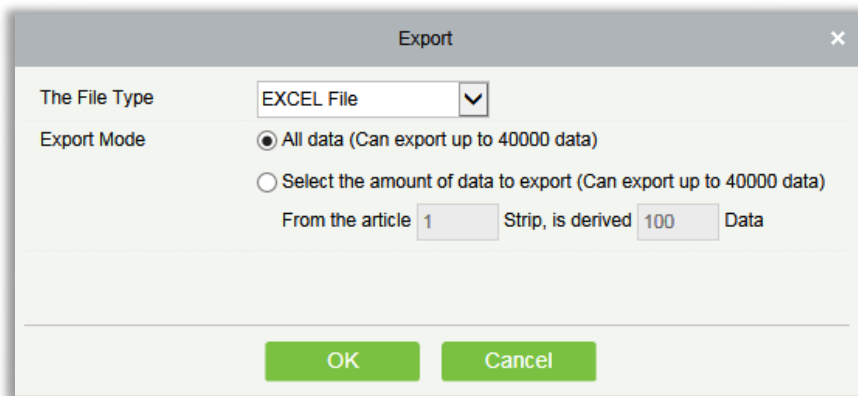 Export
The File Type EXCEL File
Export Mode All data (Can export up to 40000 data)
Select the amount of data to export (Can export up to 40000 data)
From the article 1 Strip, is derived 100 Data
OK Cancel